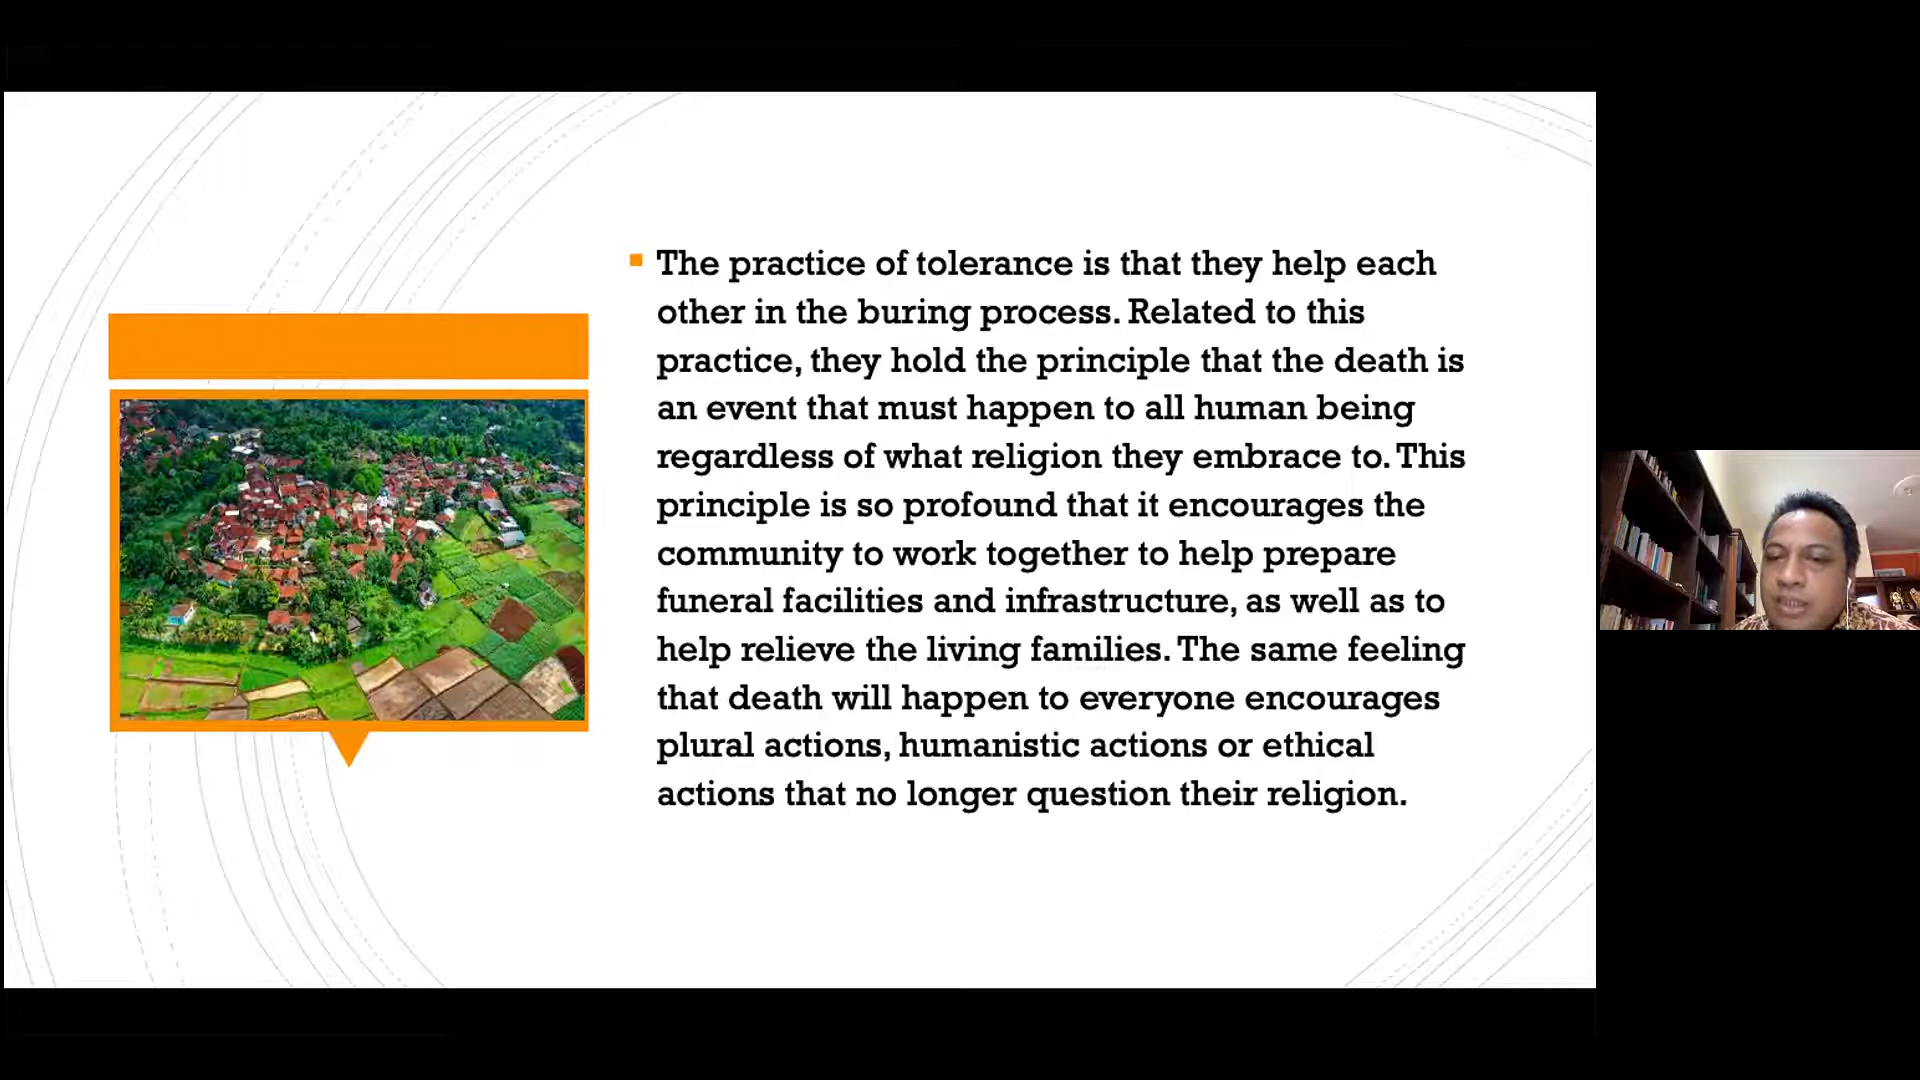 The practice of tolerance is that they help each
other in the buring process. Related to this
practice, they hold the principle that the death is
an event that must happen to all human being
regardless of what religion they embrace to. This
principle is so profound that it encourages the
community to work together to help prepare
funeral facilities and infrastructure, as well as to
help relieve the living families. The same feeling
that death will happen to everyone encourages
plural actions, humanistic actions or ethical
actions that no longer question their religion.